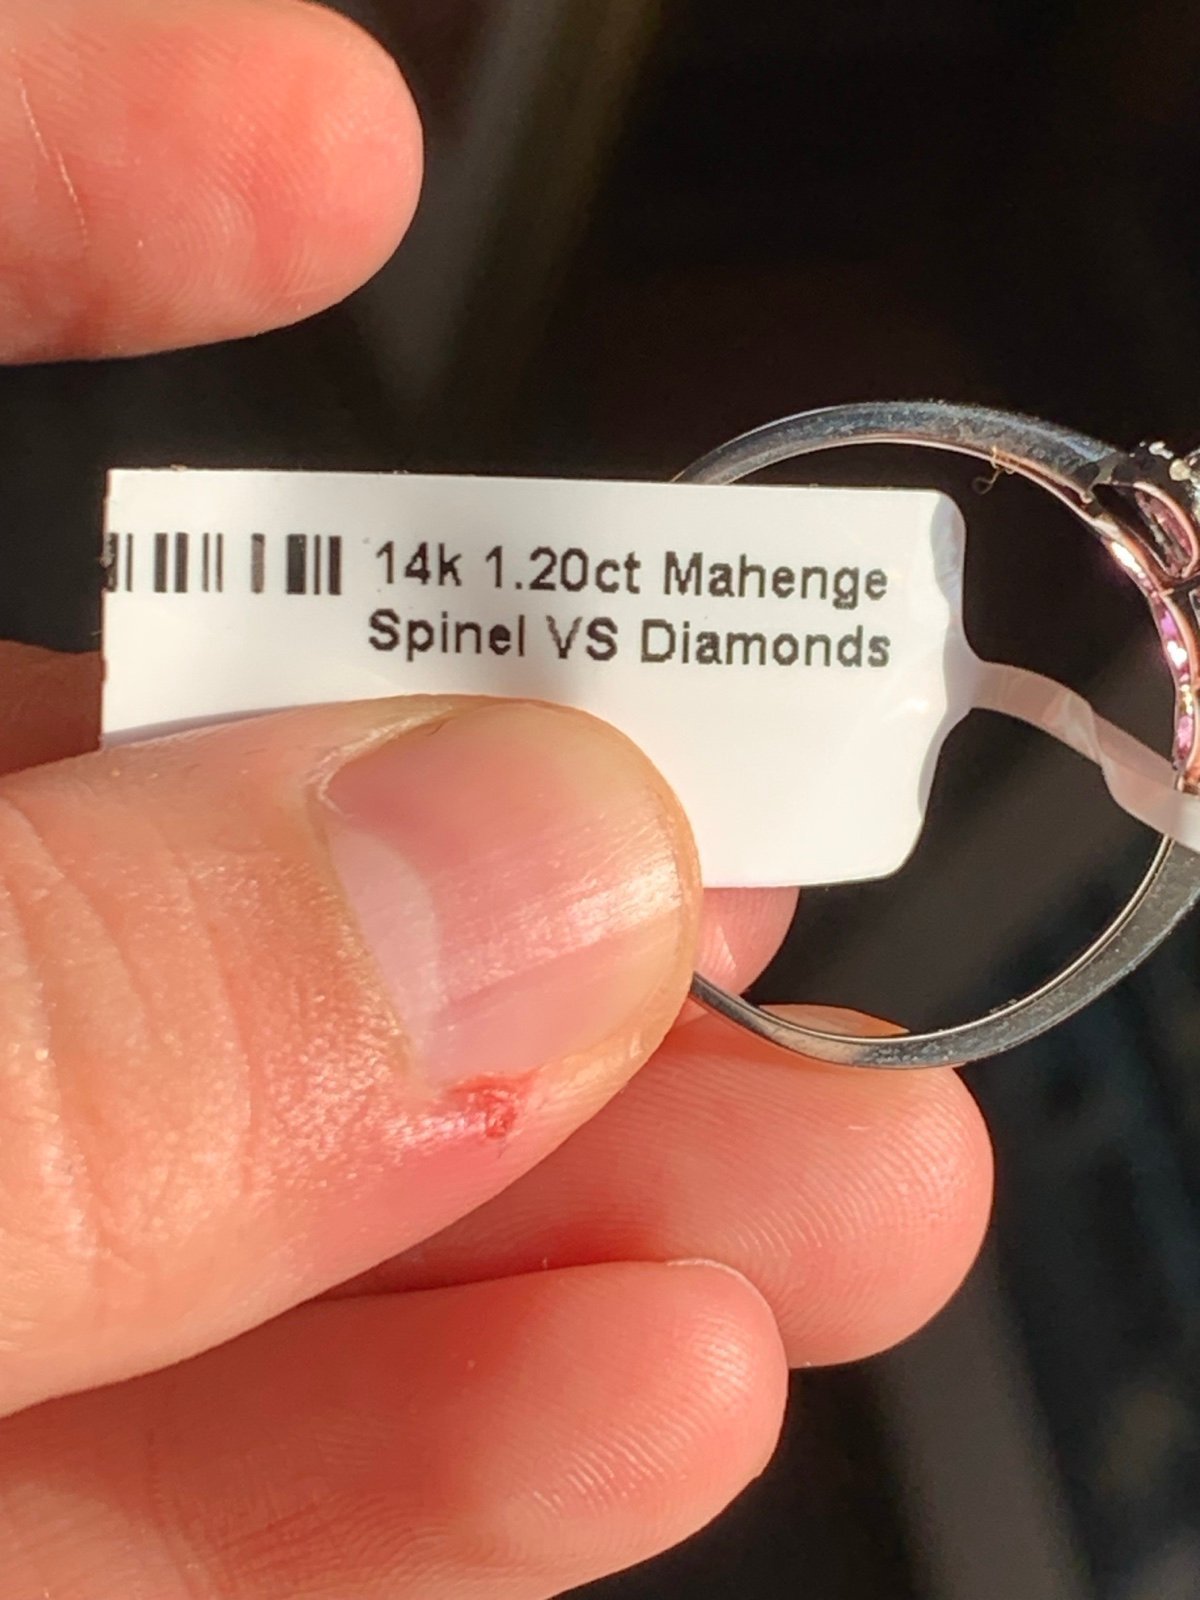 14k 1.20ct Mahenge
Spinel VS Diamonds